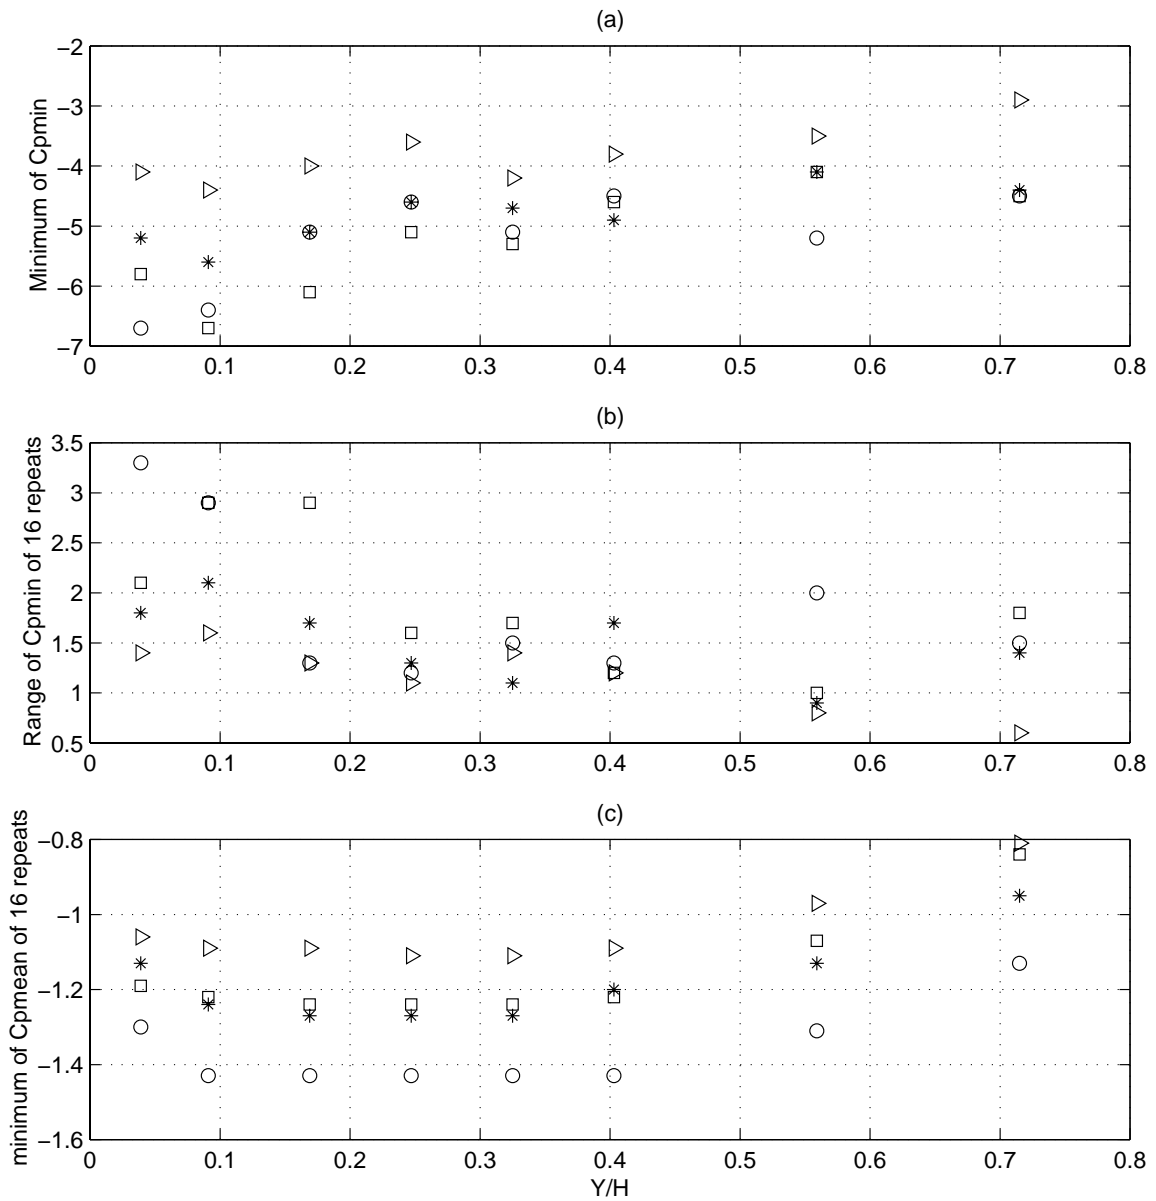 (a)
Minimum of Cpmin
−2
−3
−4
−5
−6
−7
0 0.1 0.2 0.3 0.4 0.5 0.6 0.7 0.8
(b)
Range of Cpmin of 16 repeats
3.5
3
2.5
2
1.5
1
0.5
0 0.1 0.2 0.3 0.4 0.5 0.6 0.7 0.8
(c)
minimum of Cpmean of 16 repeats
−0.8
−1
−1.2
−1.4
−1.6
0 0.1 0.2 0.3 0.4 0.5 0.6 0.7 0.8
Y/H